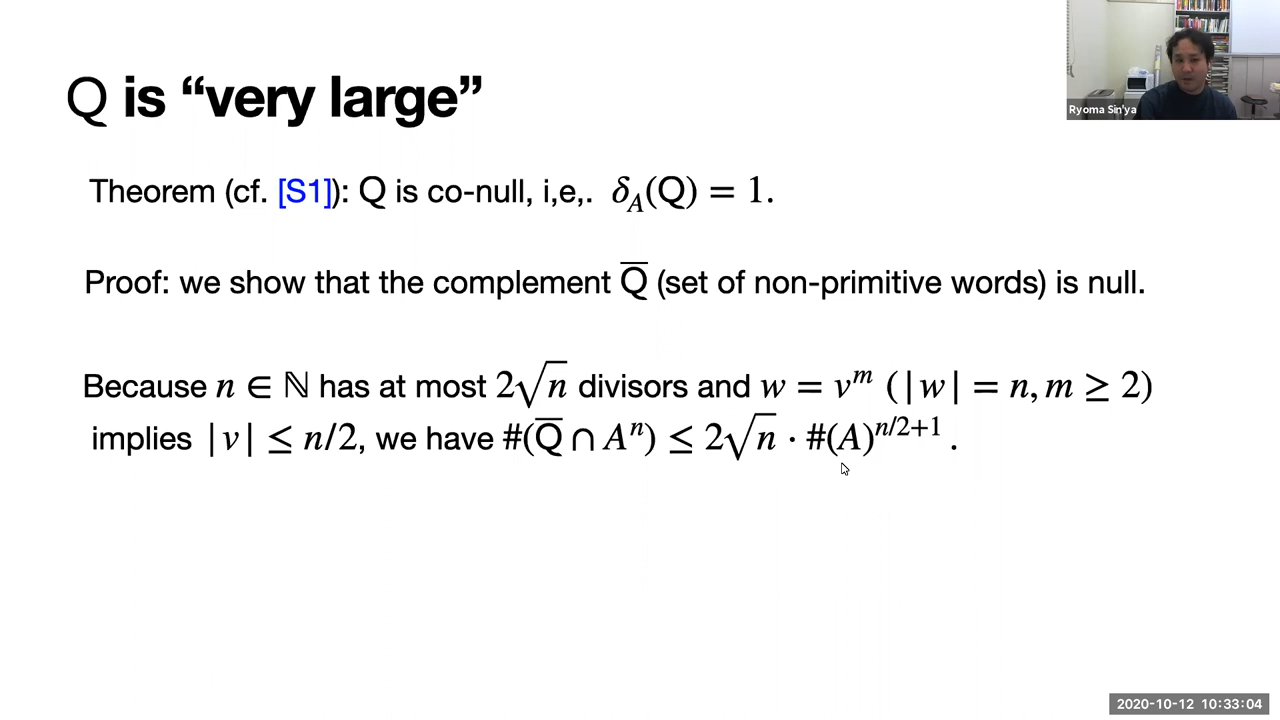 Q is “very large”
Ryoma Sin'ya
Theorem (cf. [S1]): Q is co-null, i,e,. δ_A(Q) = 1.
Proof: we show that the complement Q̅ (set of non-primitive words) is null.
Because n ∈ ℕ has at most 2√n divisors and w = v^m (|w| = n, m ≥ 2)
implies |v| ≤ n/2, we have #(Q̅ ∩ A^n) ≤ 2√n · #(A)^{n/2+1} .
2020-10-12 10:33:04